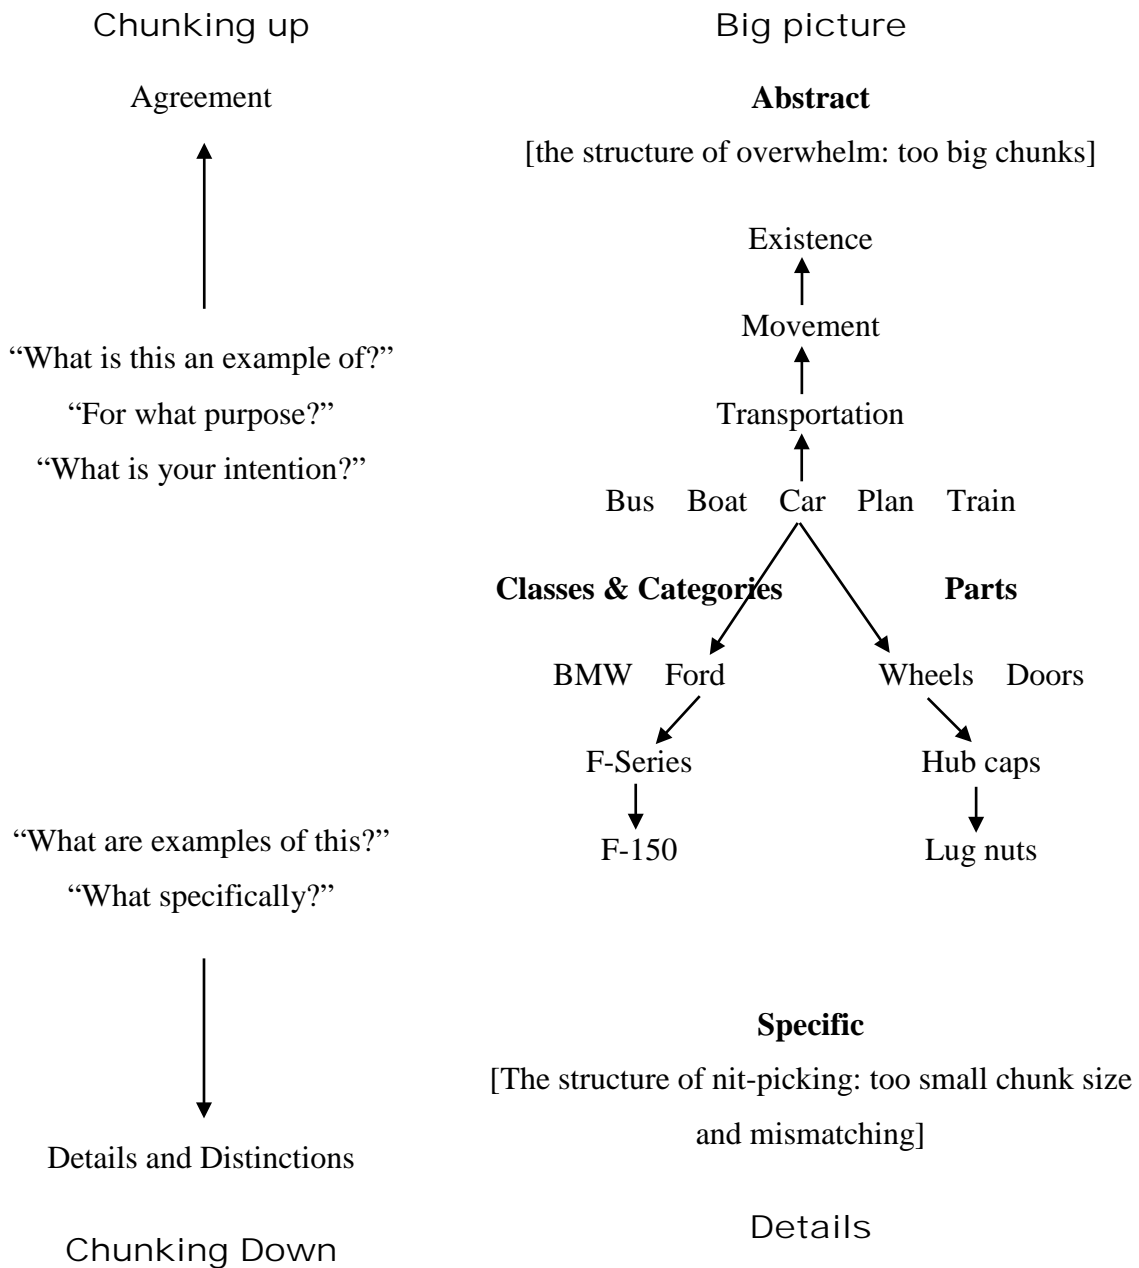 Chunking up
Big picture
Agreement
Abstract
[the structure of overwhelm: too big chunks]
Existence
Movement
“What is this an example of?”
“For what purpose?”
Transportation
“What is your intention?”
Bus Boat Car Plan Train
Classes & Categories Parts
BMW Ford Wheels Doors
F-Series Hub caps
“What are examples of this?”
F-150 Lug nuts
“What specifically?”
Specific
[The structure of nit-picking: too small chunk size
and mismatching]
Details and Distinctions
Details
Chunking Down